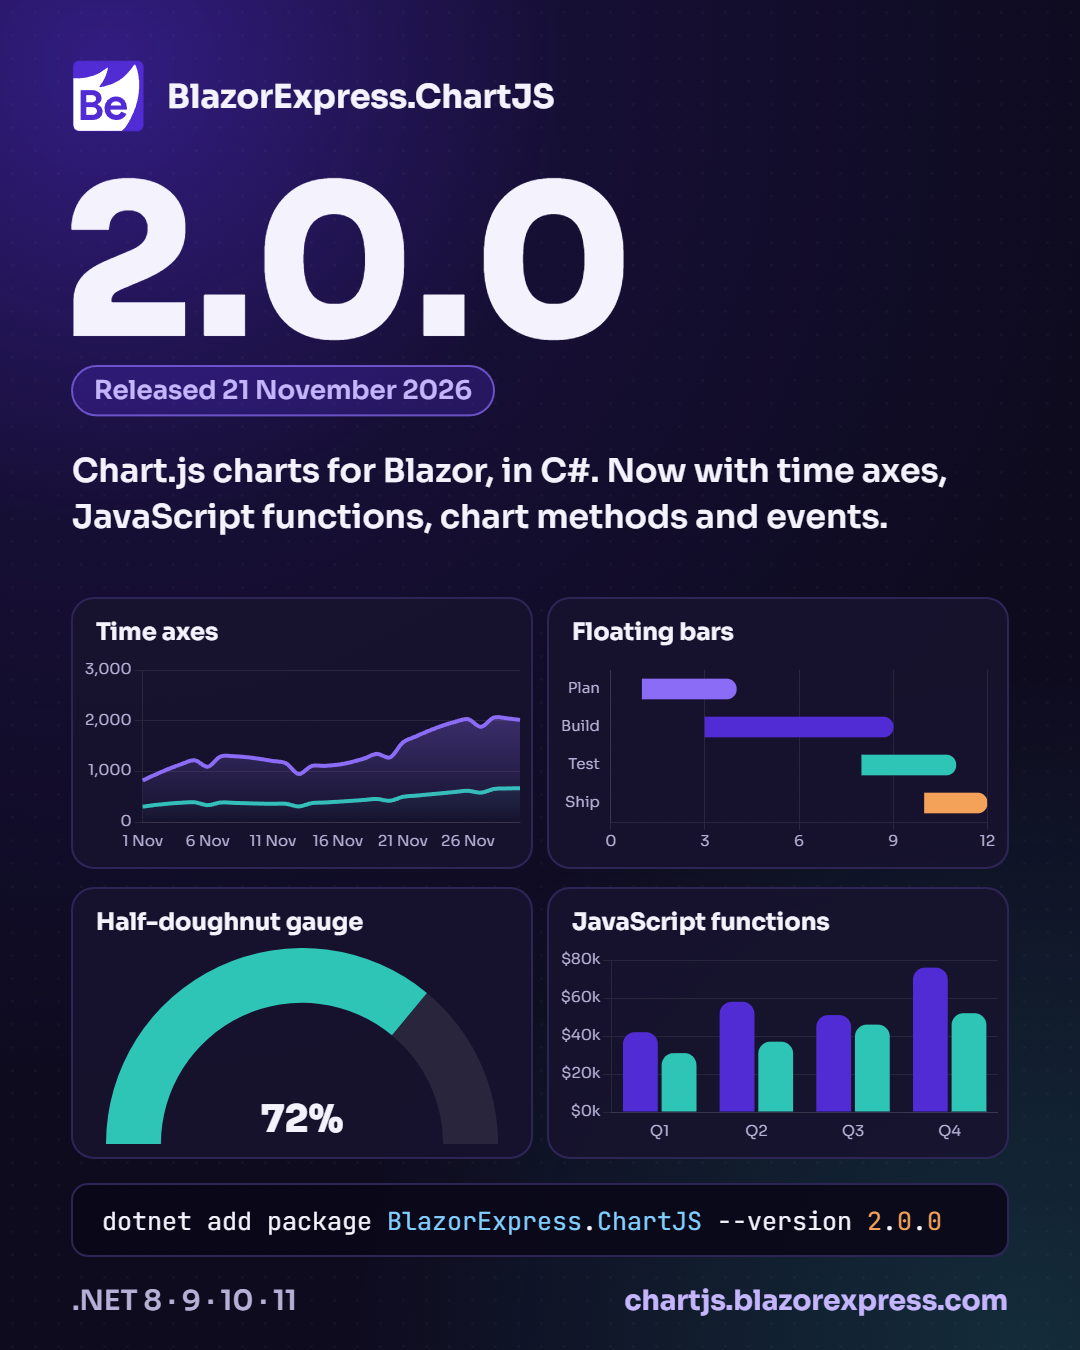 Be
BlazorExpress.ChartJS
2.0.0
Released 21 November 2026
Chart.js charts for Blazor, in C#. Now with time axes,
JavaScript functions, chart methods and events.
Time axes
3,000
2,000
1,000
0
1 Nov 6 Nov 11 Nov 16 Nov 21 Nov 26 Nov
Floating bars
Plan
Build
Test
Ship
0 3 6 9 12
Half-doughnut gauge
72%
JavaScript functions
$80k
$60k
$40k
$20k
$0k
Q1 Q2 Q3 Q4
dotnet add package BlazorExpress.ChartJS --version 2.0.0
.NET 8 · 9 · 10 · 11
chartjs.blazorexpress.com